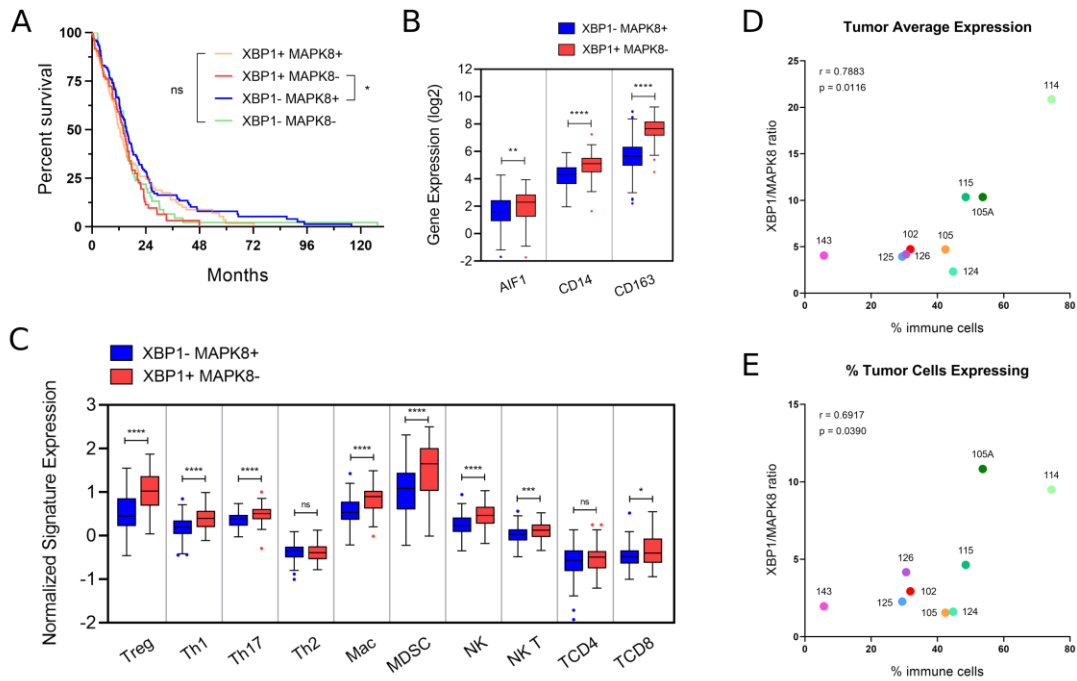 A
100
75
50
25
0
Percent survival
0
24
48
72
96
120
Months
ns
XBP1+ MAPK8+
XBP1+ MAPK8-
XBP1- MAPK8+
XBP1- MAPK8-
*
B
XBP1- MAPK8+
XBP1+ MAPK8-
Gene Expression (log2)
12
10
8
6
4
2
0
-2
**
****
****
AIF1
CD14
CD163
C
XBP1- MAPK8+
XBP1+ MAPK8-
Normalized Signature Expression
3
2
1
0
-1
-2
****
****
****
ns
****
****
****
***
ns
*
Treg
Th1
Th17
Th2
Mac
MDSC
NK
NK T
TCD4
TCD8
D
Tumor Average Expression
r = 0.7883
p = 0.0116
XBP1/MAPK8 ratio
25
20
15
10
5
0
114
115
105A
102
105
143
125
126
124
0
20
40
60
80
% immune cells
E
% Tumor Cells Expressing
r = 0.6917
p = 0.0390
XBP1/MAPK8 ratio
15
10
5
0
105A
114
126
115
143
125
102
105
124
0
20
40
60
80
% immune cells